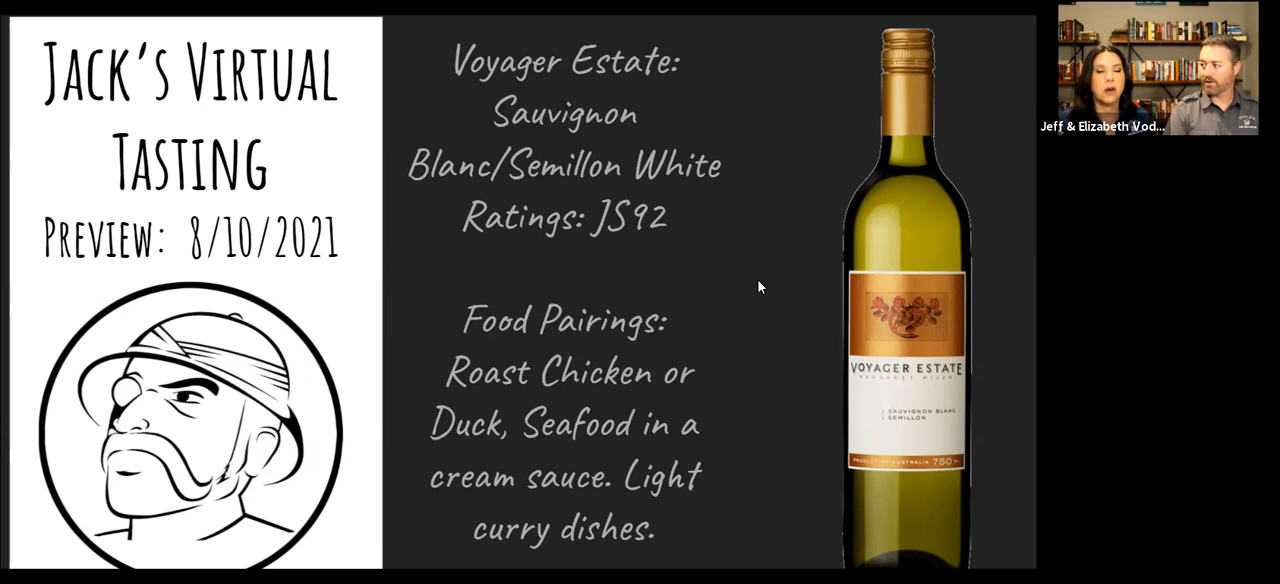 Jack's Virtual
Tasting
Preview: 8/10/2021
Voyager Estate:
Sauvignon
Blanc/Semillon White
Ratings: JS92
Food Pairings:
Roast Chicken or
Duck, Seafood in a
cream sauce. Light
curry dishes.
VOYAGER ESTATE
MARGARET RIVER
SAUVIGNON BLANC
SEMILLON
PRODUCT OF AUSTRALIA 750 ML
Jeff & Elizabeth Vod...